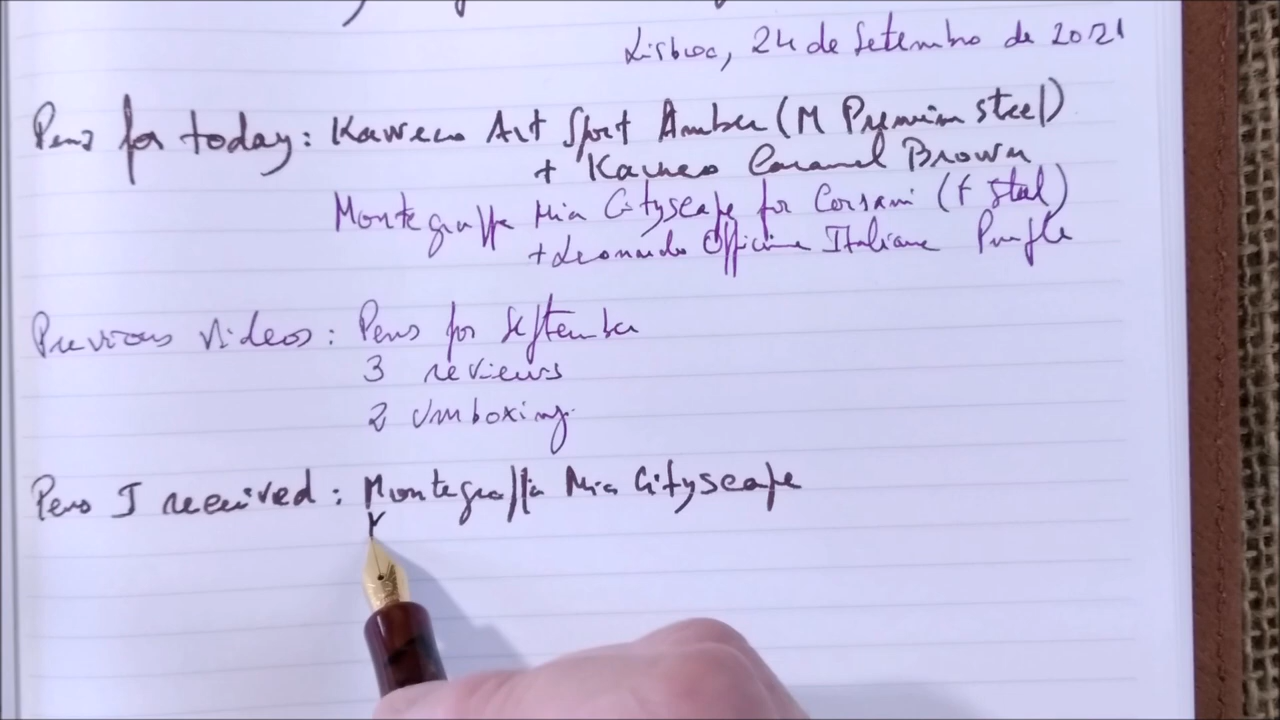 Lisboa, 24 de Setembro de 2021
Pens for today: Kaweco Art Sport Amber (M Premium steel)
+ Kaweco Caramel Brown
Montegrappa Mia Cityscape for Corsani (F Steel)
+ Leonardo Officina Italiana Purple
Previous videos: Pens for September
3 reviews
2 Unboxing
Pens I received: Montegrappa Mia Cityscape